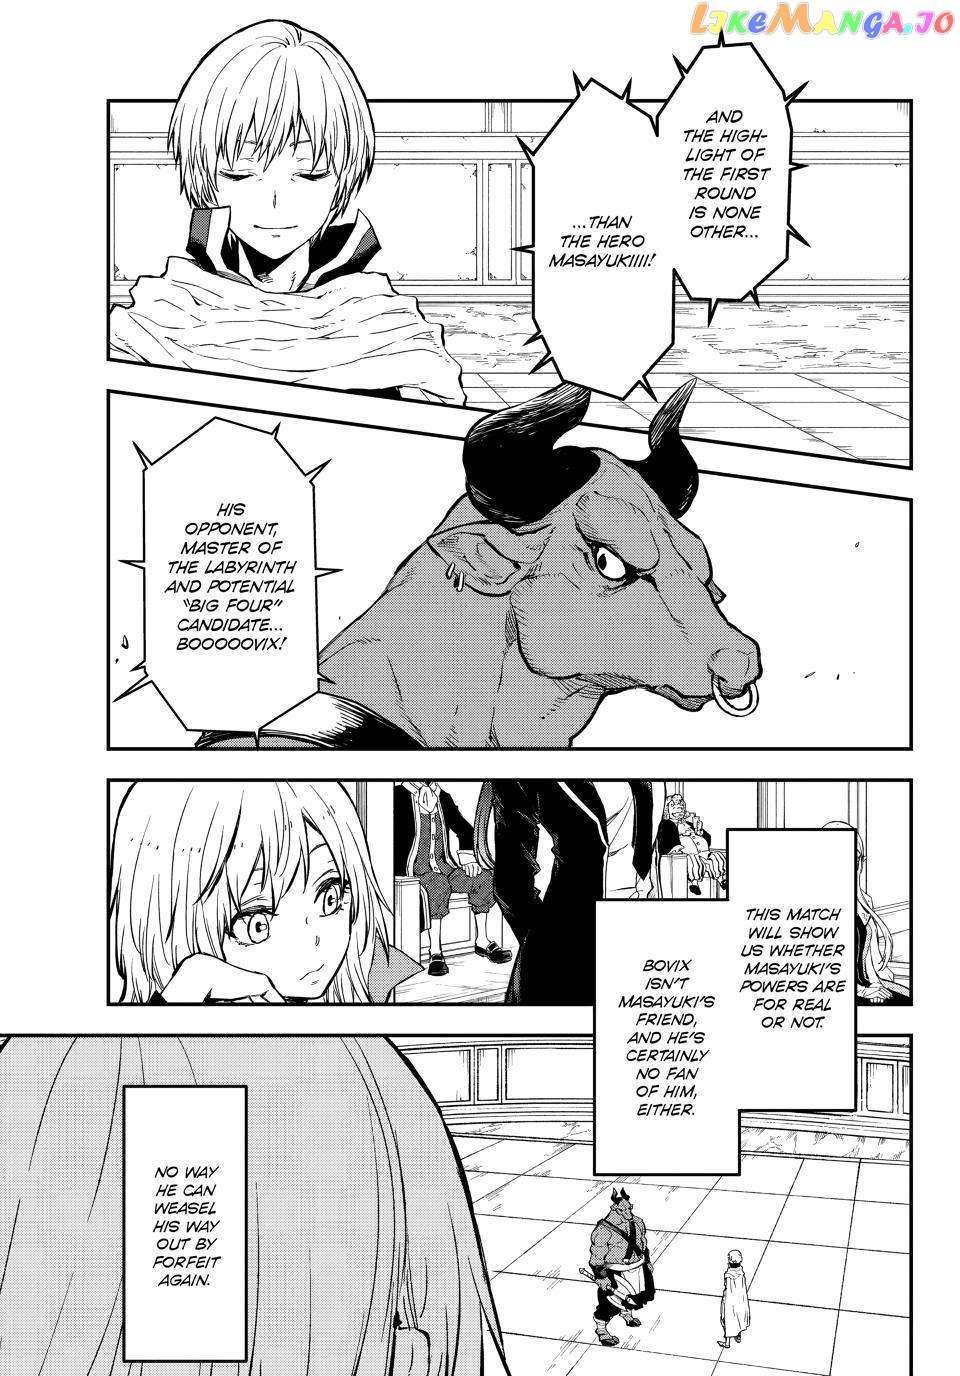 LIKEMANGA.IO
AND
THE HIGH-
LIGHT OF
THE FIRST
ROUND
IS NONE
OTHER...
...THAN
THE HERO
MASAYUKIIII!
HIS
OPPONENT,
MASTER OF
THE LABYRINTH
AND POTENTIAL
“BIG FOUR”
CANDIDATE...
BOOOOOVIX!
THIS MATCH
WILL SHOW
US WHETHER
MASAYUKI'S
POWERS ARE
FOR REAL
OR NOT.
BOVIX
ISN'T
MASAYUKI'S
FRIEND,
AND HE'S
CERTAINLY
NO FAN
OF HIM,
EITHER.
NO WAY
HE CAN
WEASEL
HIS WAY
OUT BY
FORFEIT
AGAIN.